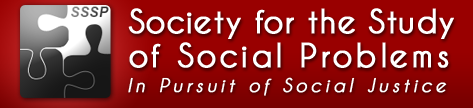 SSSP
Society for the Study
of Social Problems
In Pursuit of Social Justice